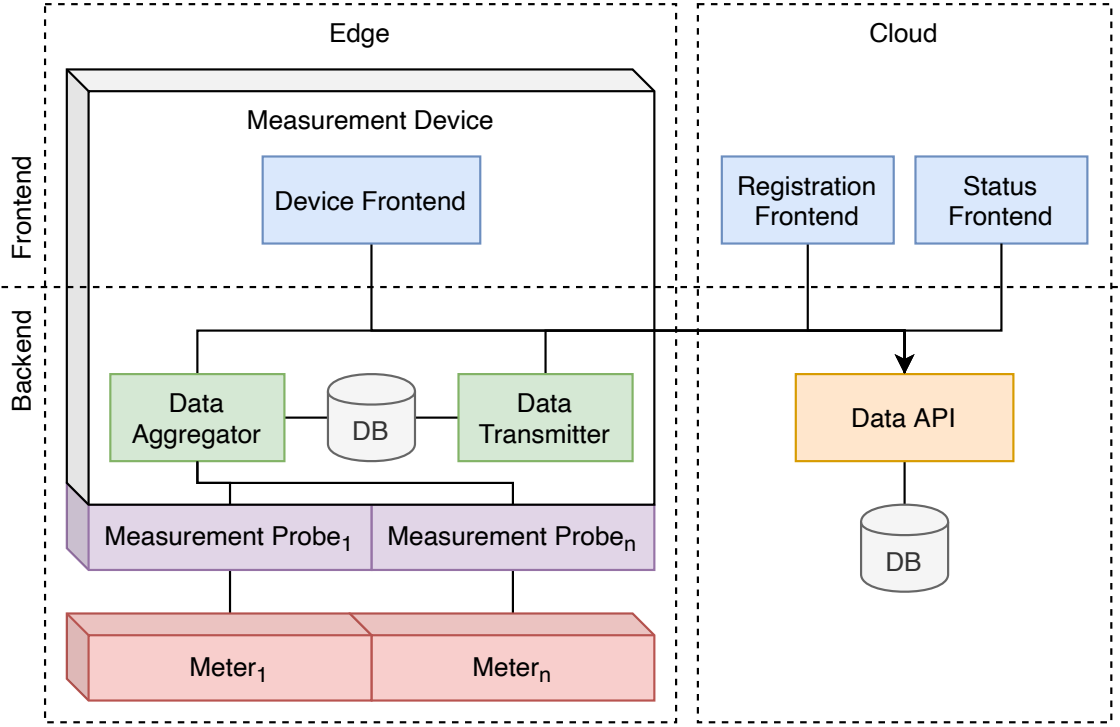 Edge
Cloud
Frontend
Measurement Device
Device Frontend
Registration
Frontend
Status
Frontend
Backend
Data
Aggregator
DB
Data
Transmitter
Data API
Measurement Probe₁
Measurement Probeₙ
DB
Meter₁
Meterₙ